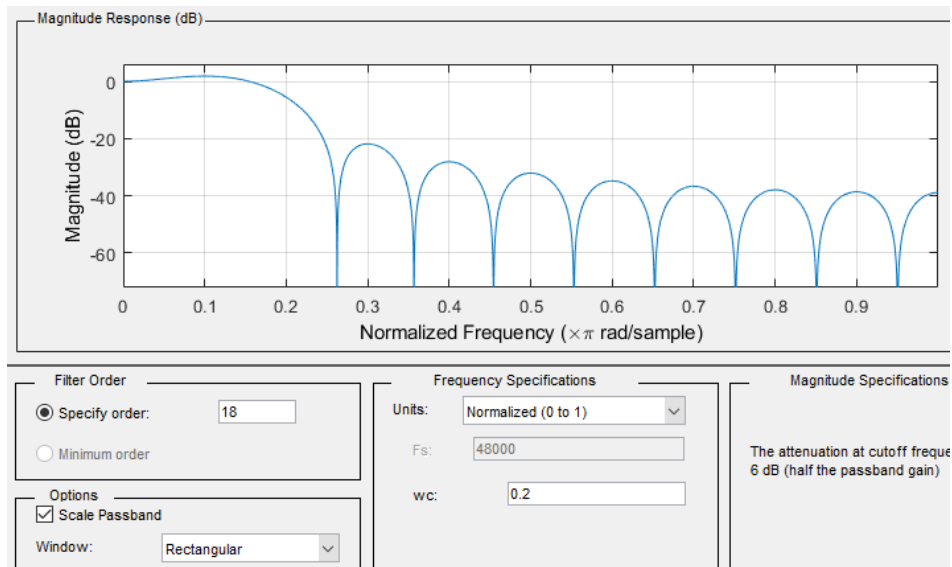 Magnitude Response (dB)
0
-20
-40
-60
Magnitude (dB)
0 0.1 0.2 0.3 0.4 0.5 0.6 0.7 0.8 0.9
Normalized Frequency (×π rad/sample)
Filter Order
Specify order: 18
Minimum order
Options
Scale Passband
Window: Rectangular
Frequency Specifications
Units: Normalized (0 to 1)
Fs: 48000
wc: 0.2
Magnitude Specifications
The attenuation at cutoff freque
6 dB (half the passband gain)